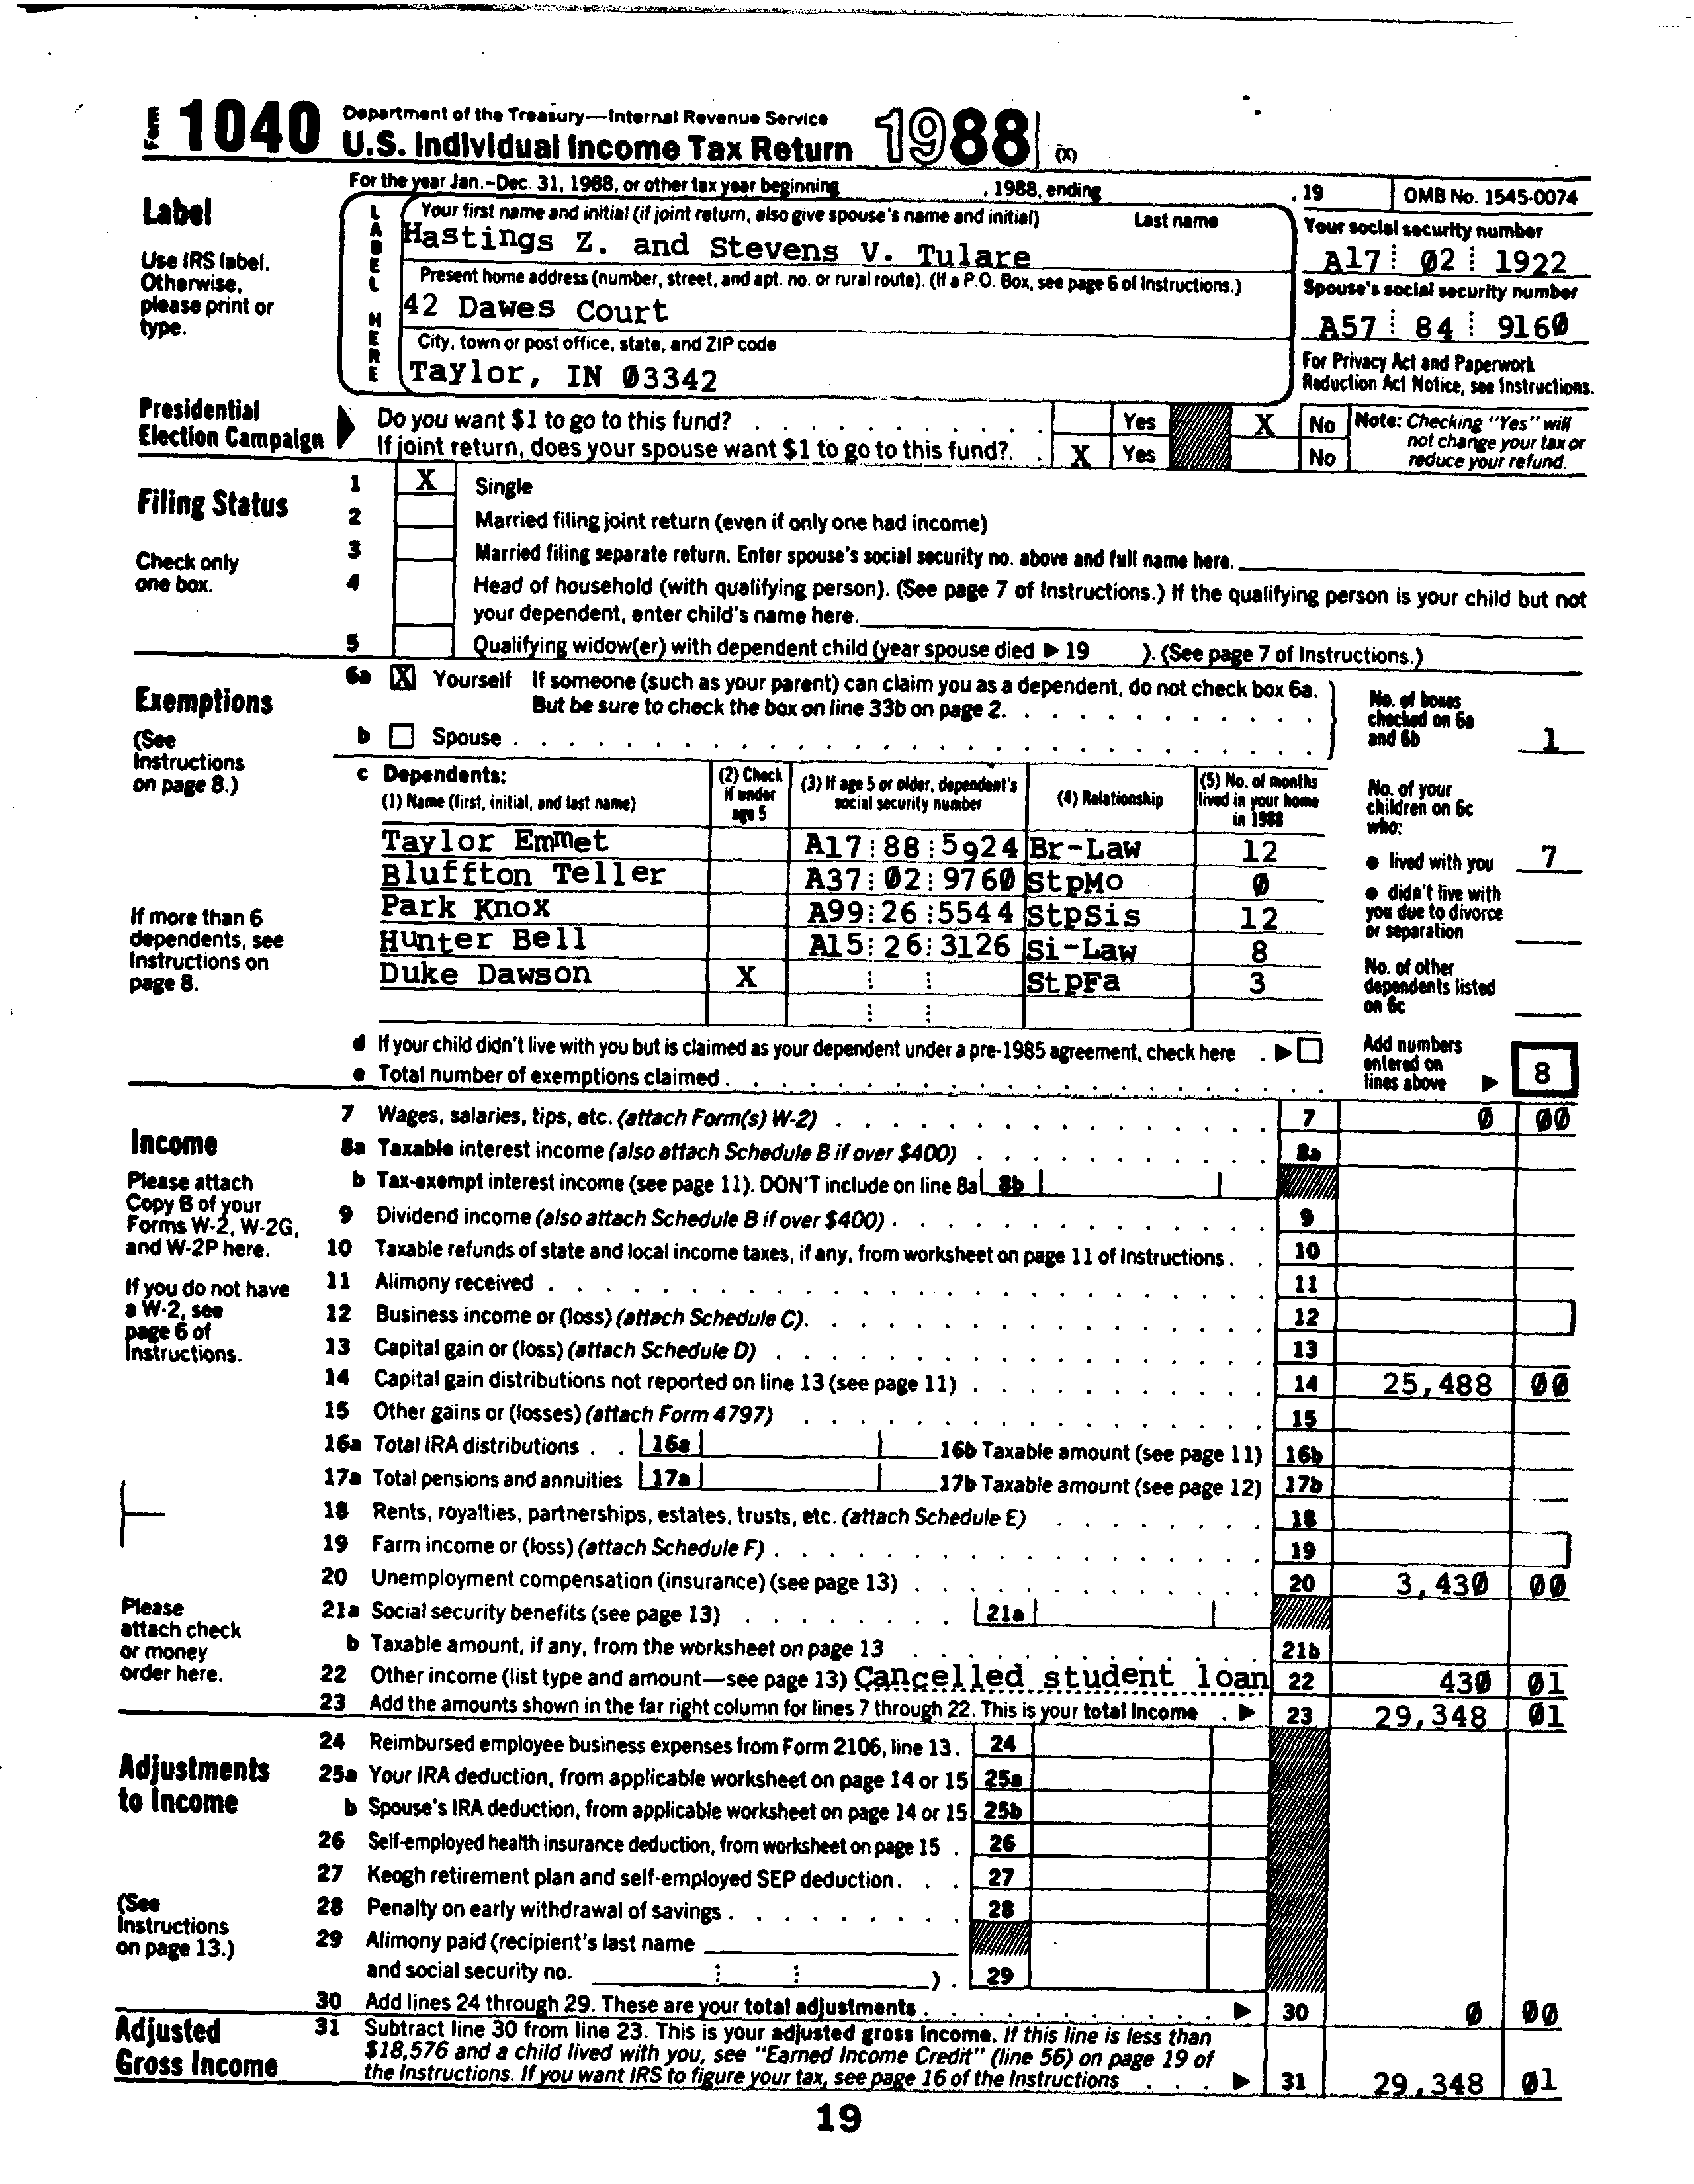 Form 1040 Department of the Treasury—Internal Revenue Service
U.S. Individual Income Tax Return 1988 (X)
For the year Jan.-Dec. 31, 1988, or other tax year beginning , 1988, ending , 19 OMB No. 1545-0074
Label
Use IRS label. Otherwise, please print or type.
LABEL HERE
Your first name and initial (if joint return, also give spouse's name and initial) Last name
Hastings Z. and Stevens V. Tulare
Your social security number
A17 02 1922
Present home address (number, street, and apt. no. or rural route). (If a P.O. Box, see page 6 of Instructions.)
42 Dawes Court
Spouse's social security number
A57 84 9160
City, town or post office, state, and ZIP code
Taylor, IN 03342
For Privacy Act and Paperwork Reduction Act Notice, see Instructions.
Presidential Election Campaign
Do you want $1 to go to this fund? Yes X No
If joint return, does your spouse want $1 to go to this fund? X Yes No
Note: Checking "Yes" will not change your tax or reduce your refund.
Filing Status
Check only one box.
1 X Single
2 Married filing joint return (even if only one had income)
3 Married filing separate return. Enter spouse's social security no. above and full name here.
4 Head of household (with qualifying person). (See page 7 of Instructions.) If the qualifying person is your child but not
your dependent, enter child's name here.
5 Qualifying widow(er) with dependent child (year spouse died ▶ 19 ). (See page 7 of Instructions.)
Exemptions
(See Instructions on page 8.)
6a X Yourself If someone (such as your parent) can claim you as a dependent, do not check box 6a.
But be sure to check the box on line 33b on page 2.
b Spouse
No. of boxes checked on 6a and 6b 1
c Dependents:
(1) Name (first, initial, and last name) (2) Check if under age 5 (3) If age 5 or older, dependent's social security number (4) Relationship (5) No. of months lived in your home in 1988
Taylor Emmet A17 88 5924 Br-Law 12
Bluffton Teller A37 02 9760 StpMo 0
Park Knox A99 26 5544 StpSis 12
Hunter Bell A15 26 3126 Si-Law 8
Duke Dawson X StpFa 3
If more than 6 dependents, see Instructions on page 8.
No. of your children on 6c who:
● lived with you 7
● didn't live with you due to divorce or separation
No. of other dependents listed on 6c
d If your child didn't live with you but is claimed as your dependent under a pre-1985 agreement, check here ▶
e Total number of exemptions claimed
Add numbers entered on lines above ▶ 8
Income
Please attach Copy B of your Forms W-2, W-2G, and W-2P here.
If you do not have a W-2, see page 6 of Instructions.
Please attach check or money order here.
7 Wages, salaries, tips, etc. (attach Form(s) W-2) 7 0 00
8a Taxable interest income (also attach Schedule B if over $400) 8a
b Tax-exempt interest income (see page 11). DON'T include on line 8a 8b
9 Dividend income (also attach Schedule B if over $400) 9
10 Taxable refunds of state and local income taxes, if any, from worksheet on page 11 of Instructions 10
11 Alimony received 11
12 Business income or (loss) (attach Schedule C) 12
13 Capital gain or (loss) (attach Schedule D) 13
14 Capital gain distributions not reported on line 13 (see page 11) 14 25,488 00
15 Other gains or (losses) (attach Form 4797) 15
16a Total IRA distributions 16a 16b Taxable amount (see page 11) 16b
17a Total pensions and annuities 17a 17b Taxable amount (see page 12) 17b
18 Rents, royalties, partnerships, estates, trusts, etc. (attach Schedule E) 18
19 Farm income or (loss) (attach Schedule F) 19
20 Unemployment compensation (insurance) (see page 13) 20 3,430 00
21a Social security benefits (see page 13) 21a
b Taxable amount, if any, from the worksheet on page 13 21b
22 Other income (list type and amount—see page 13) Cancelled student loan 22 430 01
23 Add the amounts shown in the far right column for lines 7 through 22. This is your total income ▶ 23 29,348 01
Adjustments to Income
(See Instructions on page 13.)
24 Reimbursed employee business expenses from Form 2106, line 13. 24
25a Your IRA deduction, from applicable worksheet on page 14 or 15 25a
b Spouse's IRA deduction, from applicable worksheet on page 14 or 15 25b
26 Self-employed health insurance deduction, from worksheet on page 15 26
27 Keogh retirement plan and self-employed SEP deduction 27
28 Penalty on early withdrawal of savings 28
29 Alimony paid (recipient's last name
and social security no. ) 29
30 Add lines 24 through 29. These are your total adjustments ▶ 30 0 00
Adjusted Gross Income
31 Subtract line 30 from line 23. This is your adjusted gross income. If this line is less than
$18,576 and a child lived with you, see "Earned Income Credit" (line 56) on page 19 of
the Instructions. If you want IRS to figure your tax, see page 16 of the Instructions ▶ 31 29,348 01
19